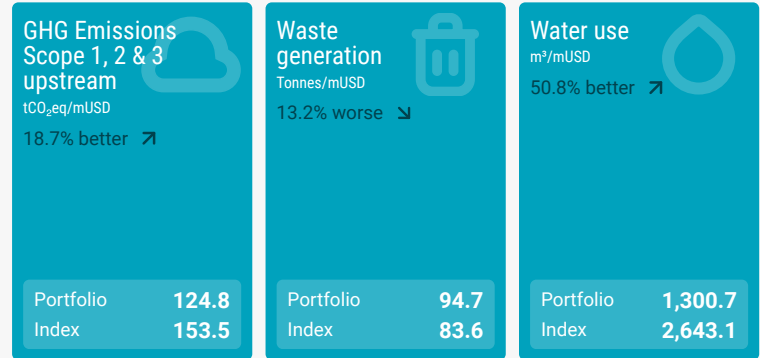 GHG Emissions
Scope 1, 2 & 3
upstream
tCO₂eq/mUSD
18.7% better
Portfolio 124.8
Index 153.5
Waste
generation
Tonnes/mUSD
13.2% worse
Portfolio 94.7
Index 83.6
Water use
m³/mUSD
50.8% better
Portfolio 1,300.7
Index 2,643.1